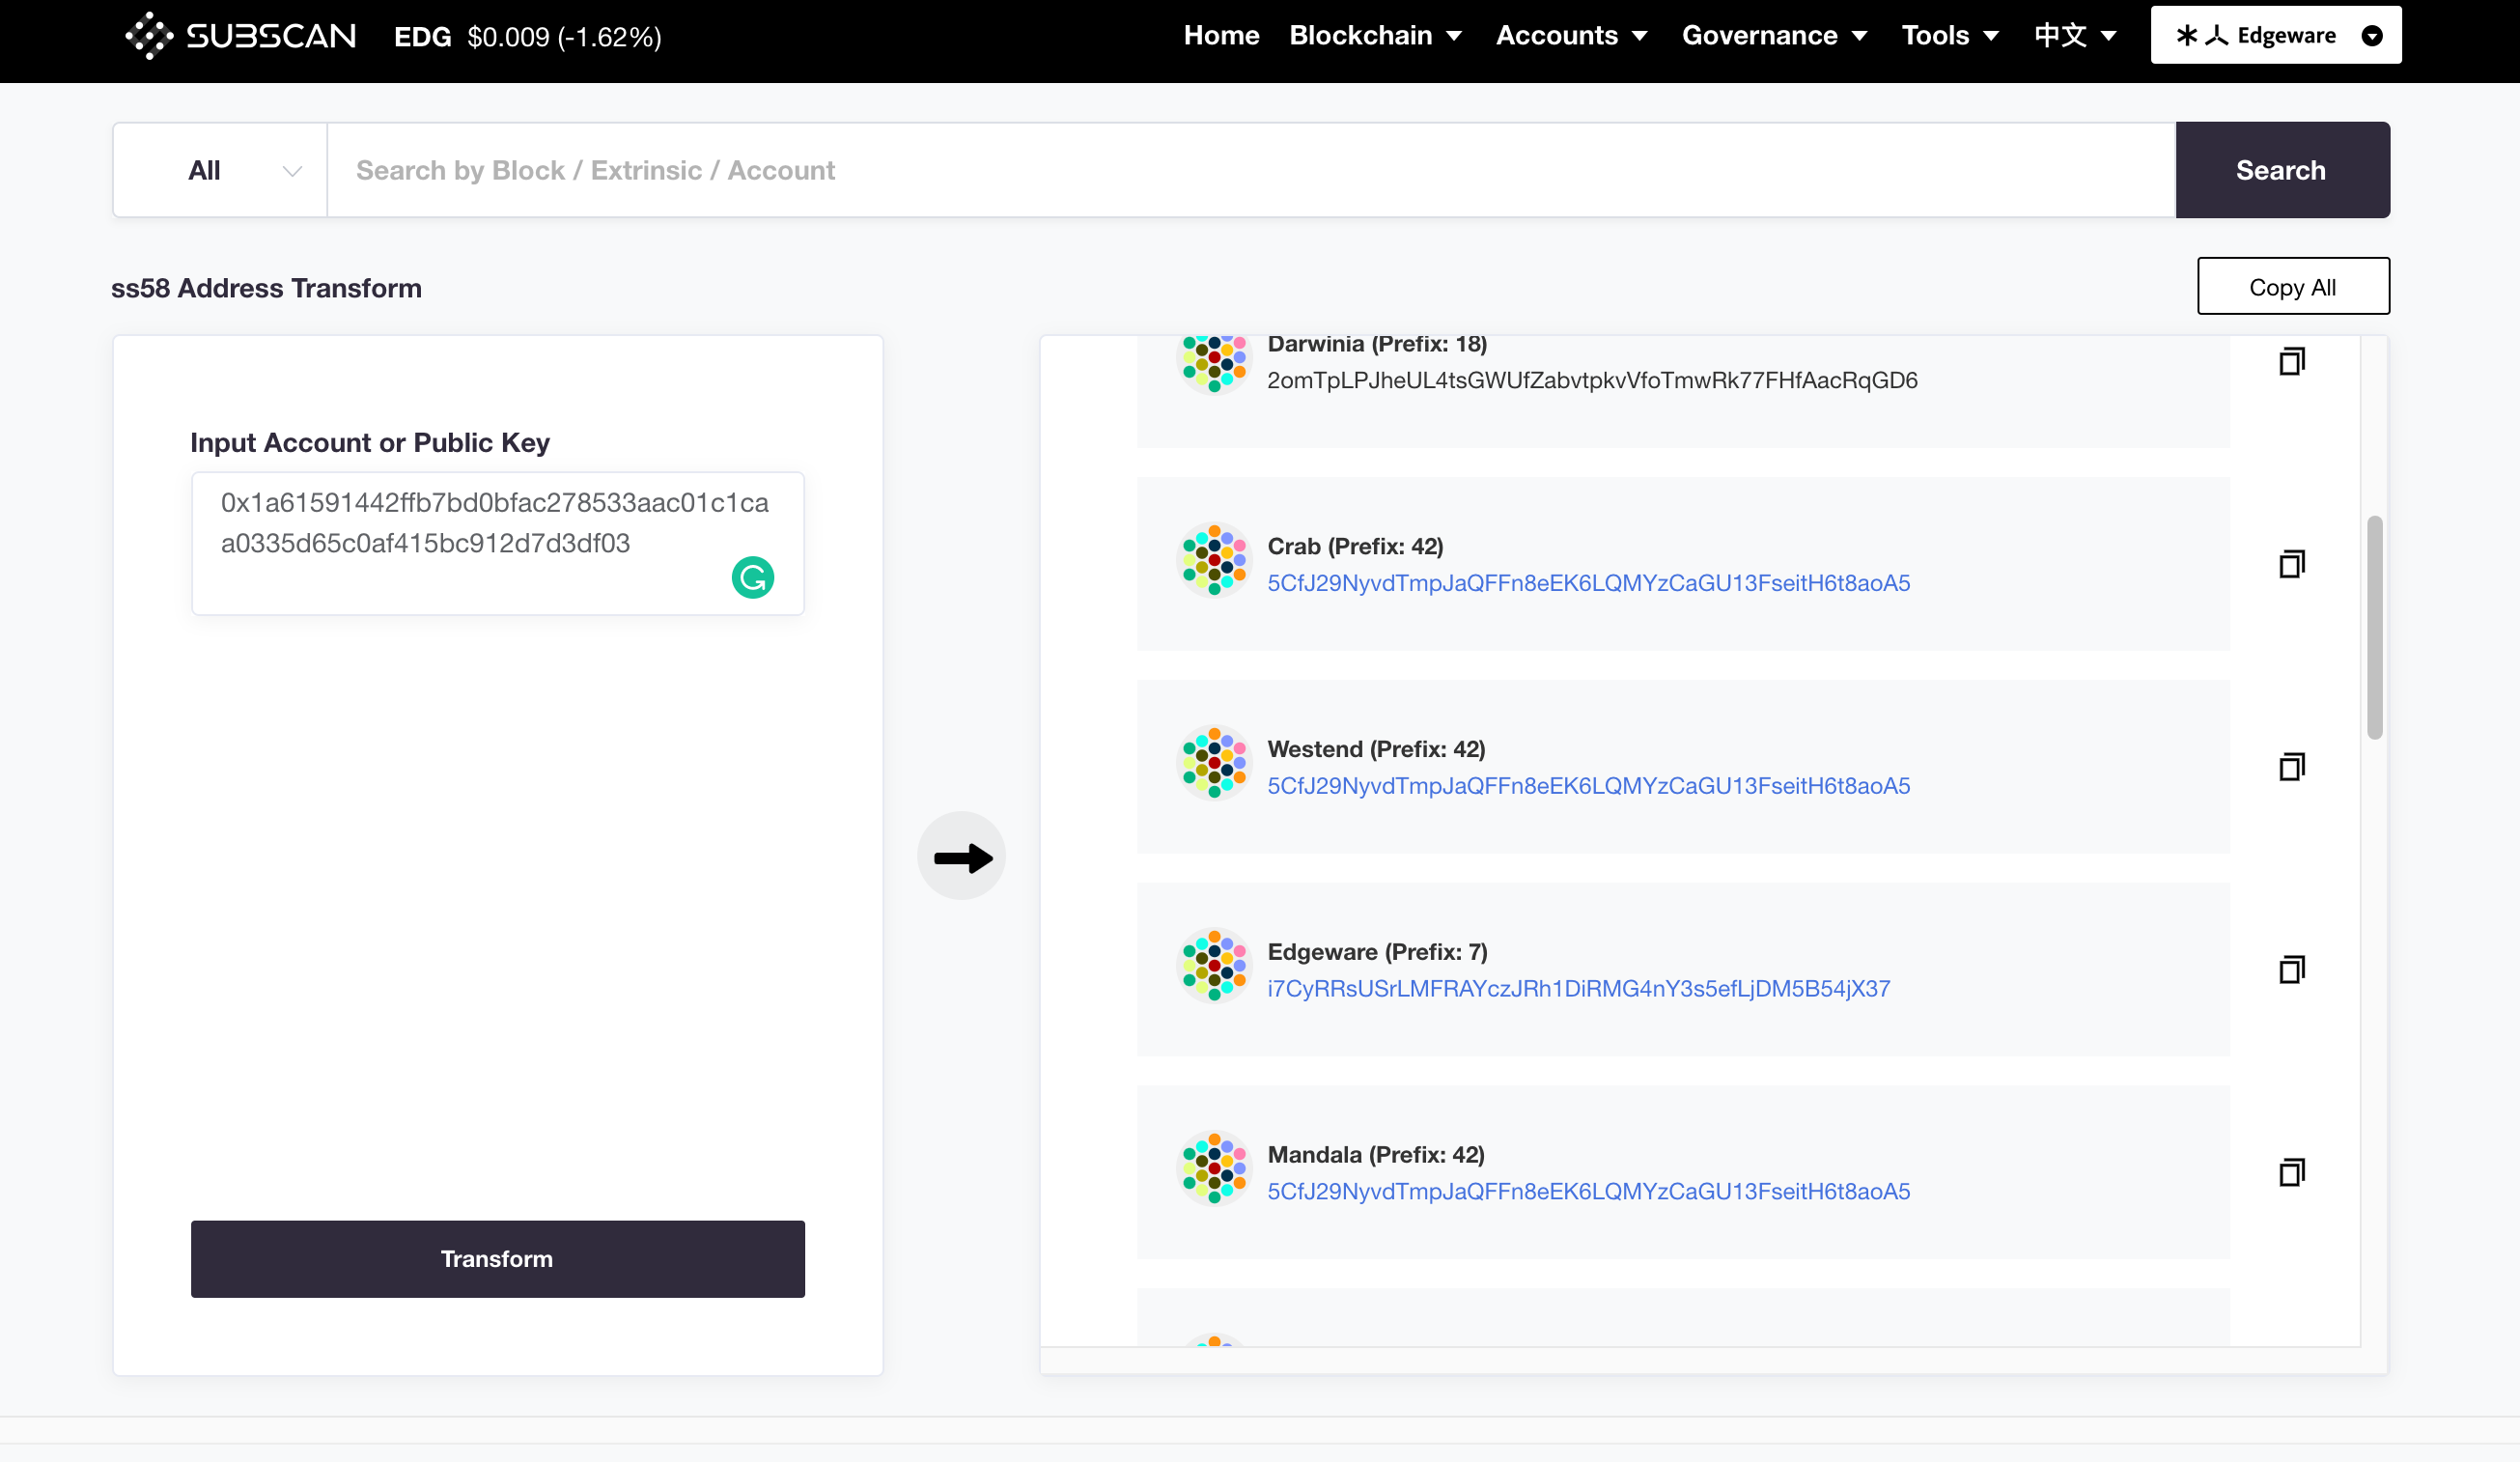 SUBSCAN EDG $0.009 (-1.62%) Home Blockchain Accounts Governance Tools 中文 Edgeware
All Search by Block / Extrinsic / Account Search
ss58 Address Transform Copy All
Input Account or Public Key
0x1a61591442ffb7bd0bfac278533aac01c1ca
a0335d65c0af415bc912d7d3df03
Transform
Darwinia (Prefix: 18)
2omTpLPJheUL4tsGWUfZabvtpkvVfoTmwRk77FHfAacRqGD6
Crab (Prefix: 42)
5CfJ29NyvdTmpJaQFFn8eEK6LQMYzCaGU13FseitH6t8aoA5
Westend (Prefix: 42)
5CfJ29NyvdTmpJaQFFn8eEK6LQMYzCaGU13FseitH6t8aoA5
Edgeware (Prefix: 7)
i7CyRRsUSrLMFRAYczJRh1DiRMG4nY3s5efLjDM5B54jX37
Mandala (Prefix: 42)
5CfJ29NyvdTmpJaQFFn8eEK6LQMYzCaGU13FseitH6t8aoA5